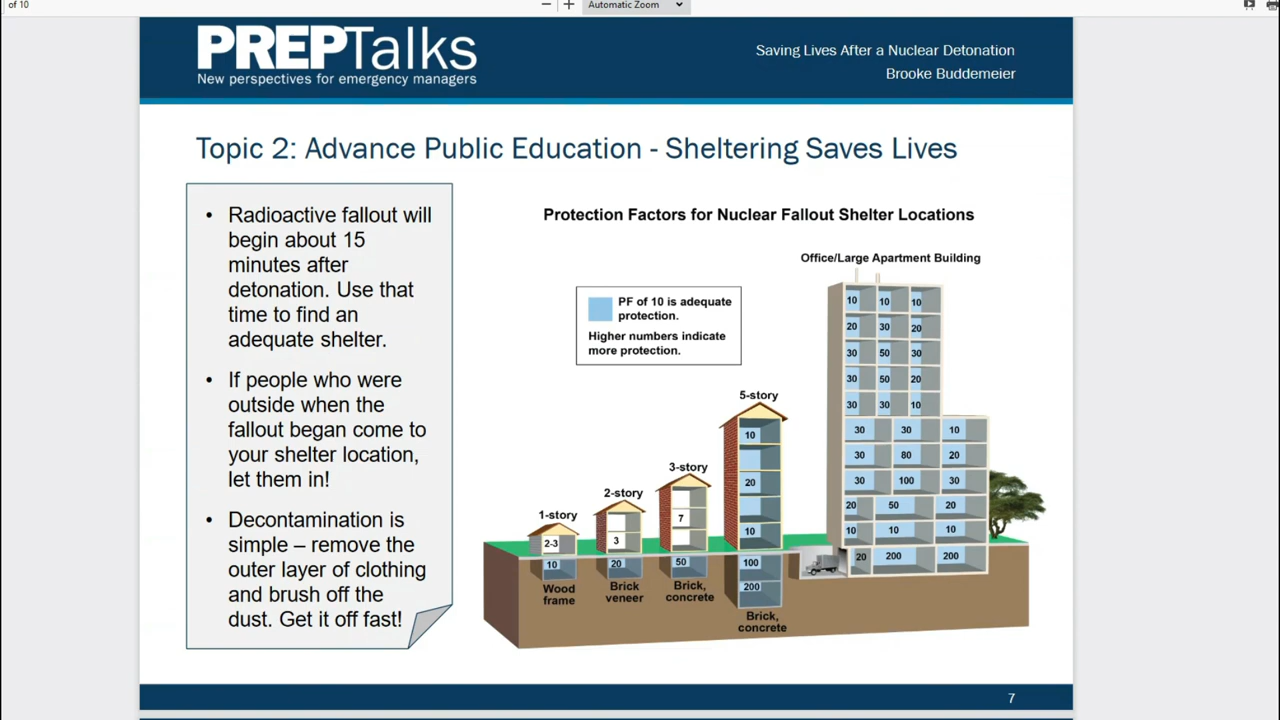 of 10
Automatic Zoom
PREPTalks
New perspectives for emergency managers
Saving Lives After a Nuclear Detonation
Brooke Buddemeier
Topic 2: Advance Public Education - Sheltering Saves Lives
• Radioactive fallout will
begin about 15
minutes after
detonation. Use that
time to find an
adequate shelter.
• If people who were
outside when the
fallout began come to
your shelter location,
let them in!
• Decontamination is
simple – remove the
outer layer of clothing
and brush off the
dust. Get it off fast!
Protection Factors for Nuclear Fallout Shelter Locations
PF of 10 is adequate
protection.
Higher numbers indicate
more protection.
1-story
2-3
10
Wood
frame
2-story
3
20
Brick
veneer
3-story
7
50
Brick,
concrete
5-story
10
20
10
100
200
Brick,
concrete
Office/Large Apartment Building
10 10 10
20 30 20
30 50 30
30 50 20
30 30 10
30 30 10
30 80 20
30 100 30
20 50 20
10 10 10
20 200 200
7